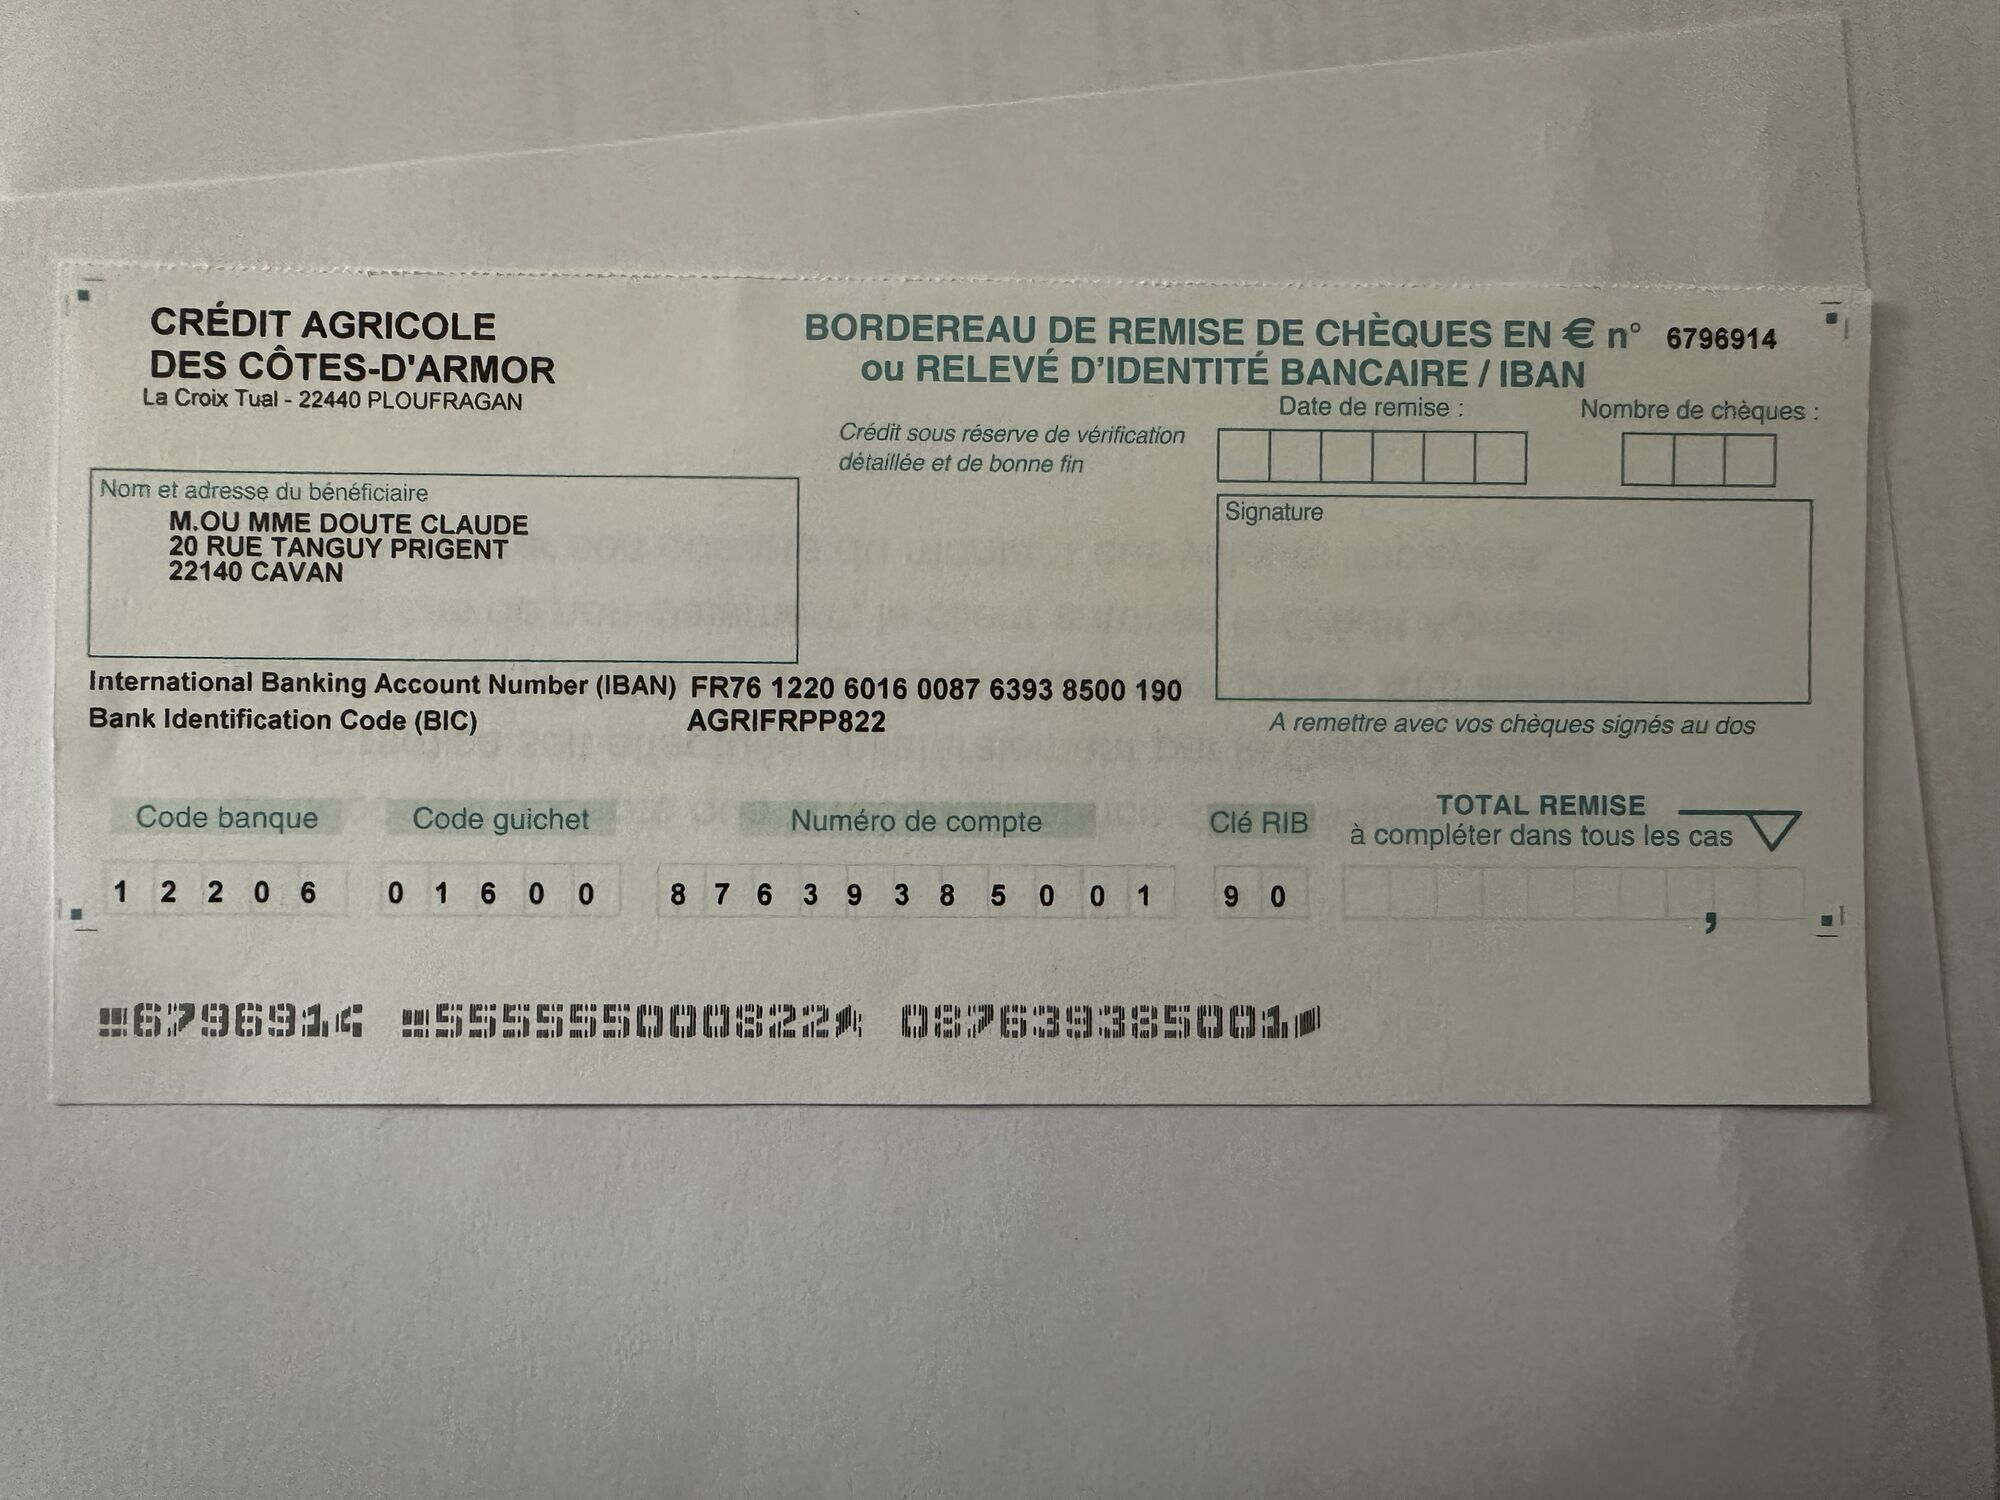 CRÉDIT AGRICOLE
DES CÔTES-D'ARMOR
La Croix Tual - 22440 PLOUFRAGAN
BORDEREAU DE REMISE DE CHÈQUES EN € n° 6796914
ou RELEVÉ D'IDENTITÉ BANCAIRE / IBAN
Date de remise :
Nombre de chèques :
Crédit sous réserve de vérification
détaillée et de bonne fin
Nom et adresse du bénéficiaire
M.OU MME DOUTE CLAUDE
20 RUE TANGUY PRIGENT
22140 CAVAN
Signature
International Banking Account Number (IBAN) FR76 1220 6016 0087 6393 8500 190
Bank Identification Code (BIC) AGRIFRPP822
A remettre avec vos chèques signés au dos
Code banque Code guichet Numéro de compte Clé RIB
TOTAL REMISE
à compléter dans tous les cas
1 2 2 0 6 0 1 6 0 0 8 7 6 3 9 3 8 5 0 0 1 9 0 ,
6796914 555555000822 087639385001